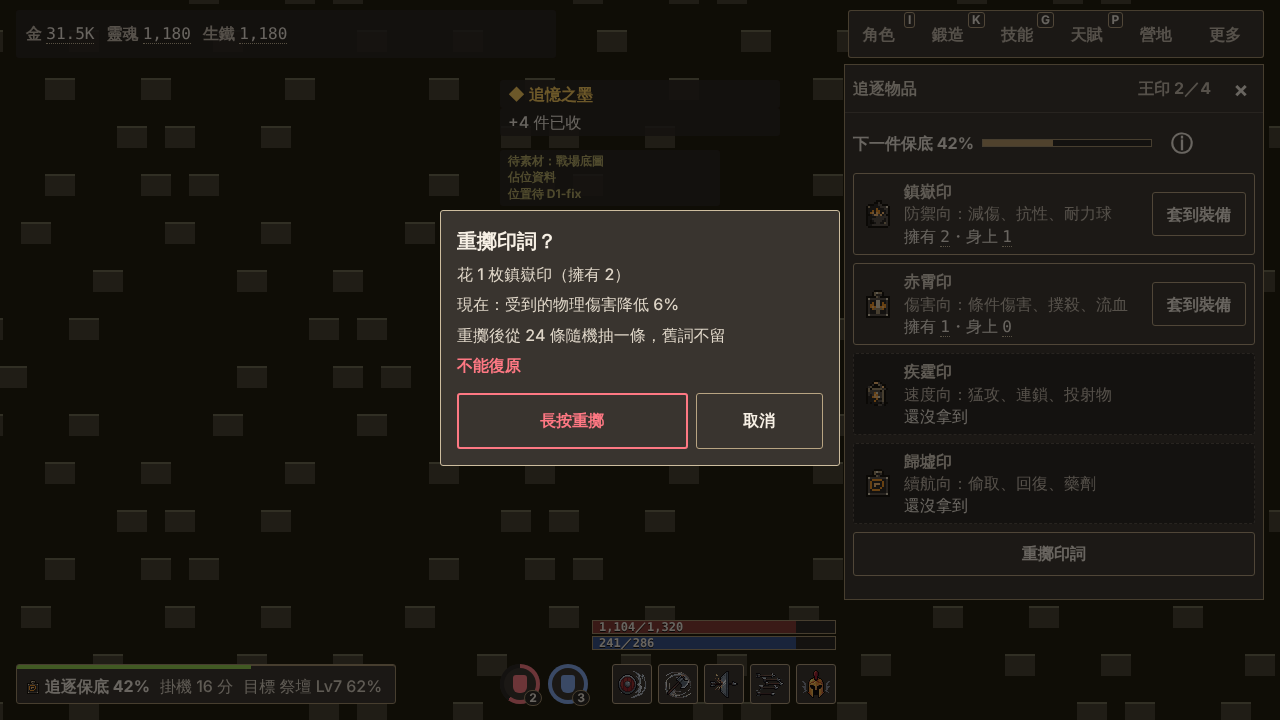 金 31.5K 靈魂 1,180 生鐵 1,180
角色 I 鍛造 K 技能 G 天賦 P 營地 更多
◆ 追憶之墨
+4 件已收
待素材：戰場底圖
佔位資料
位置待 D1-fix
追逐物品 王印 2／4 ×
下一件保底 42% ⓘ
鎮嶽印
防禦向：減傷、抗性、耐力球
擁有 2・身上 1
套到裝備
赤霄印
傷害向：條件傷害、撲殺、流血
擁有 1・身上 0
套到裝備
疾霆印
速度向：猛攻、連鎖、投射物
還沒拿到
歸墟印
續航向：偷取、回復、藥劑
還沒拿到
重擲印詞
重擲印詞？
花 1 枚鎮嶽印（擁有 2）
現在：受到的物理傷害降低 6%
重擲後從 24 條隨機抽一條，舊詞不留
不能復原
長按重擲 取消
1,104／1,320
241／286
追逐保底 42% 掛機 16 分 目標 祭壇 Lv7 62%
2 3